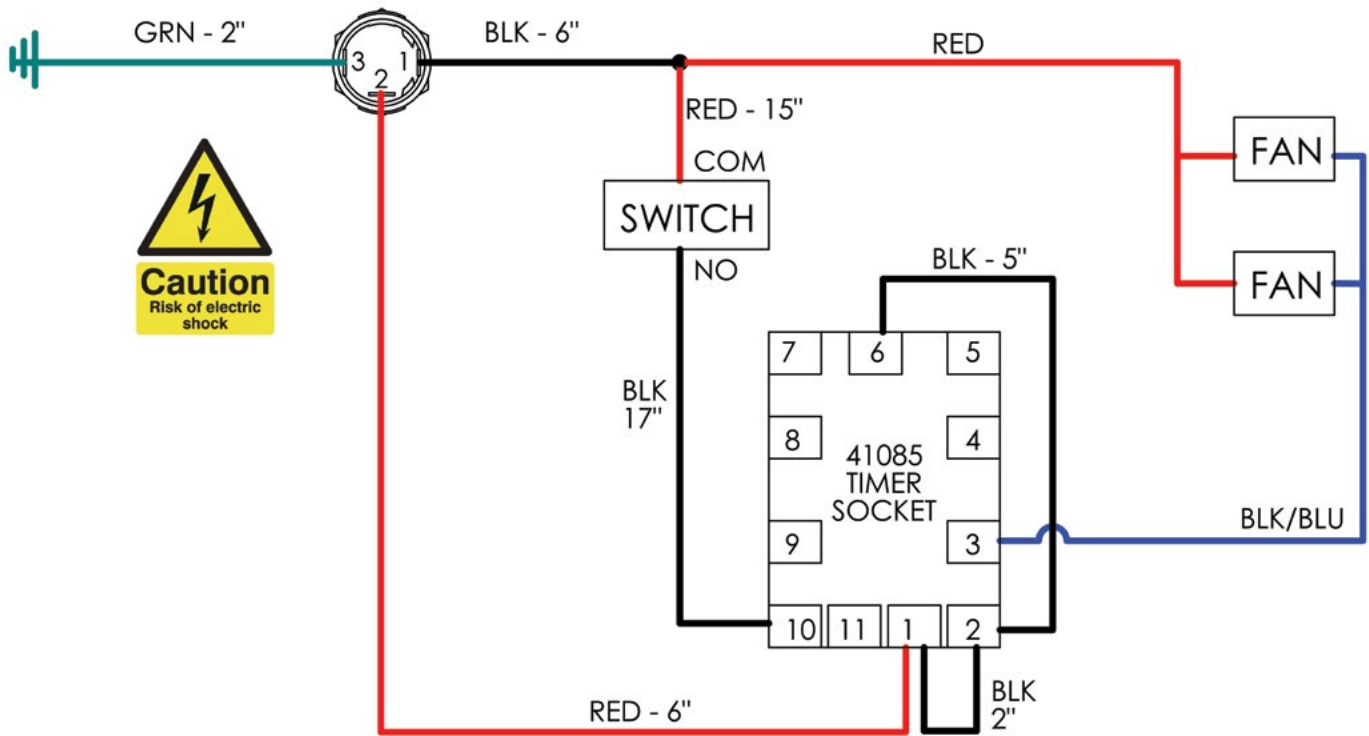 GRN - 2"
BLK - 6"
RED
3
1
2
RED - 15"
COM
SWITCH
NO
FAN
FAN
Caution
Risk of electric
shock
BLK - 5"
BLK
17"
7
6
5
8
4
41085
TIMER
SOCKET
9
3
BLK/BLU
10
11
1
2
RED - 6"
BLK
2"